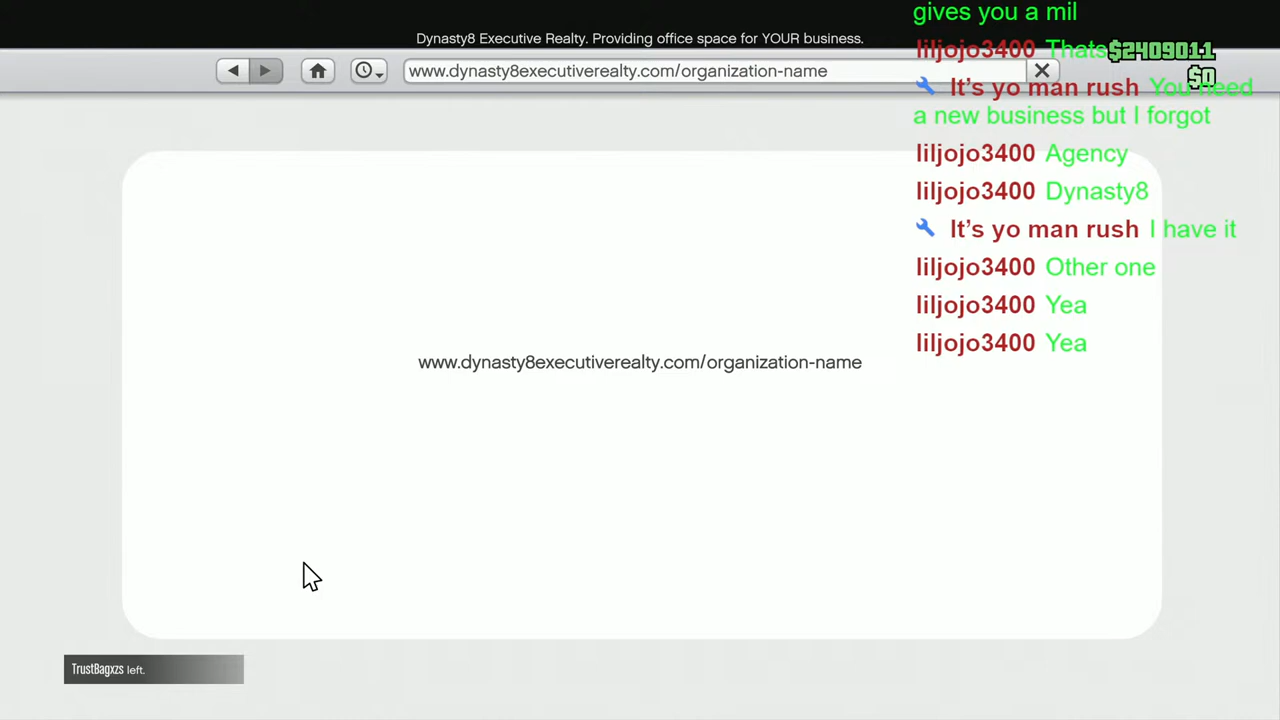 gives you a mil
Dynasty8 Executive Realty. Providing office space for YOUR business.
liljojo3400 Thats
$2409011
www.dynasty8executiverealty.com/organization-name
$0
It's yo man rush You need
a new business but I forgot
liljojo3400 Agency
liljojo3400 Dynasty8
It's yo man rush I have it
liljojo3400 Other one
liljojo3400 Yea
liljojo3400 Yea
www.dynasty8executiverealty.com/organization-name
TrustBagxzs left.